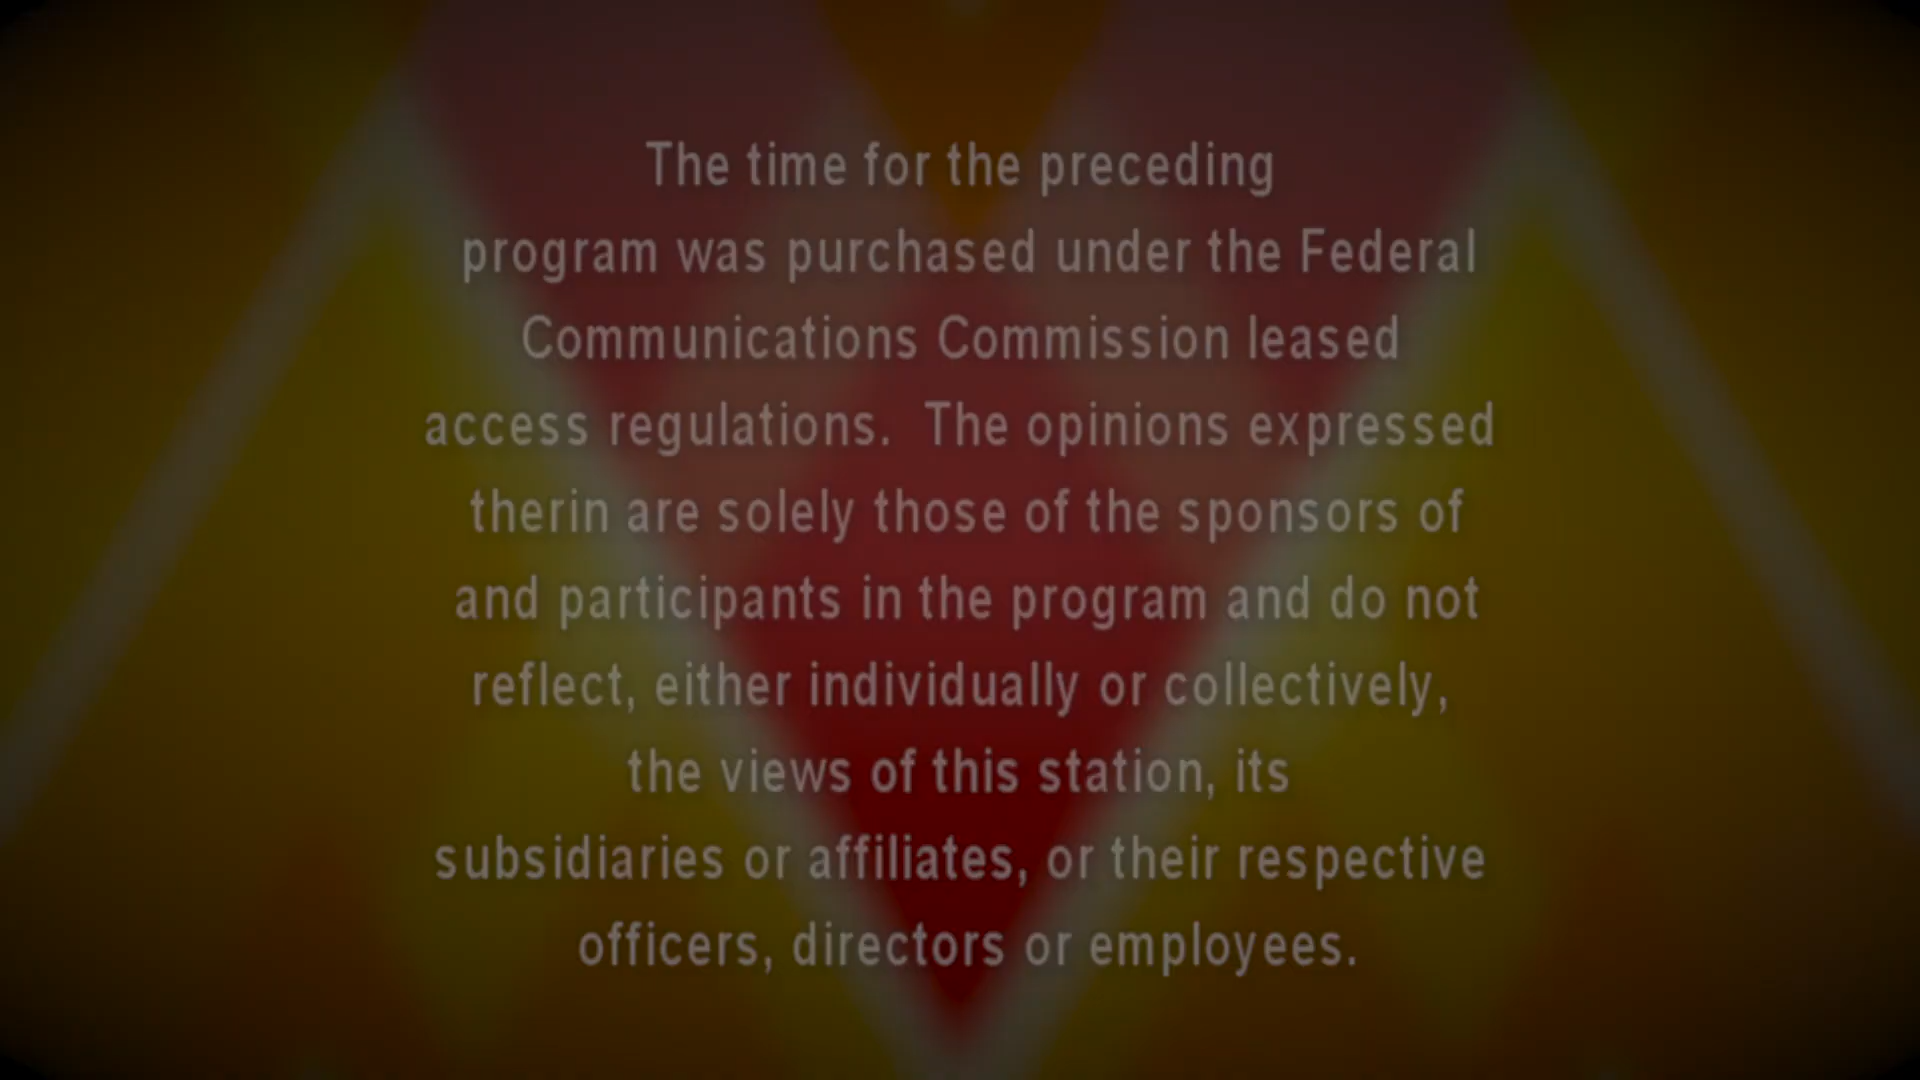 The time for the preceding
program was purchased under the Federal
Communications Commission leased
access regulations.  The opinions expressed
therin are solely those of the sponsors of
and participants in the program and do not
reflect, either individually or collectively,
the views of this station, its
subsidiaries or affiliates, or their respective
officers, directors or employees.